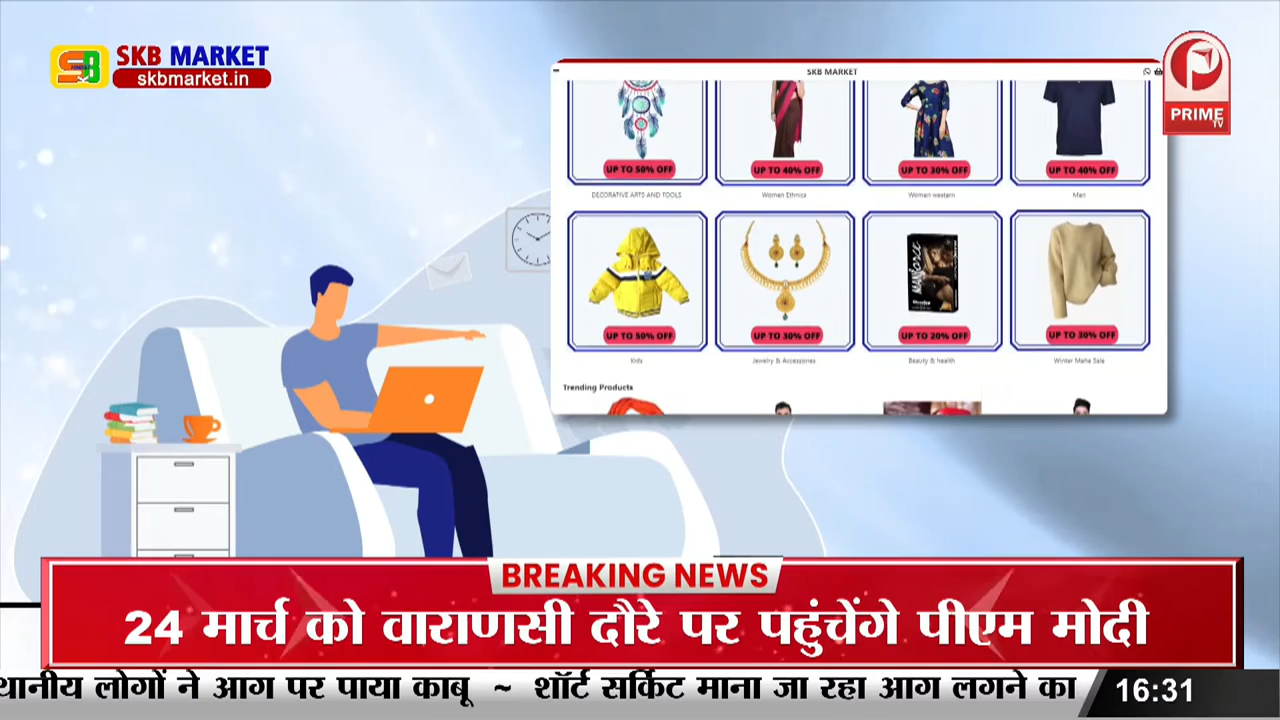 SKB MARKET
skbmarket.in
SKB MARKET
PRIME
TV
UP TO 50% OFF
UP TO 40% OFF
UP TO 30% OFF
UP TO 40% OFF
DECORATIVE ARTS AND TOOLS
Women Ethnics
Women western
Man
MANFORCE
UP TO 50% OFF
UP TO 30% OFF
UP TO 20% OFF
UP TO 30% OFF
Kids
Jewelry & Accessories
Beauty & health
Winter Maha Sale
Trending Products
BREAKING NEWS
24 मार्च को वाराणसी दौरे पर पहुंचेंगे पीएम मोदी
थानीय लोगों ने आग पर पाया काबू ~ शॉर्ट सर्किट माना जा रहा आग लगने का
16:31